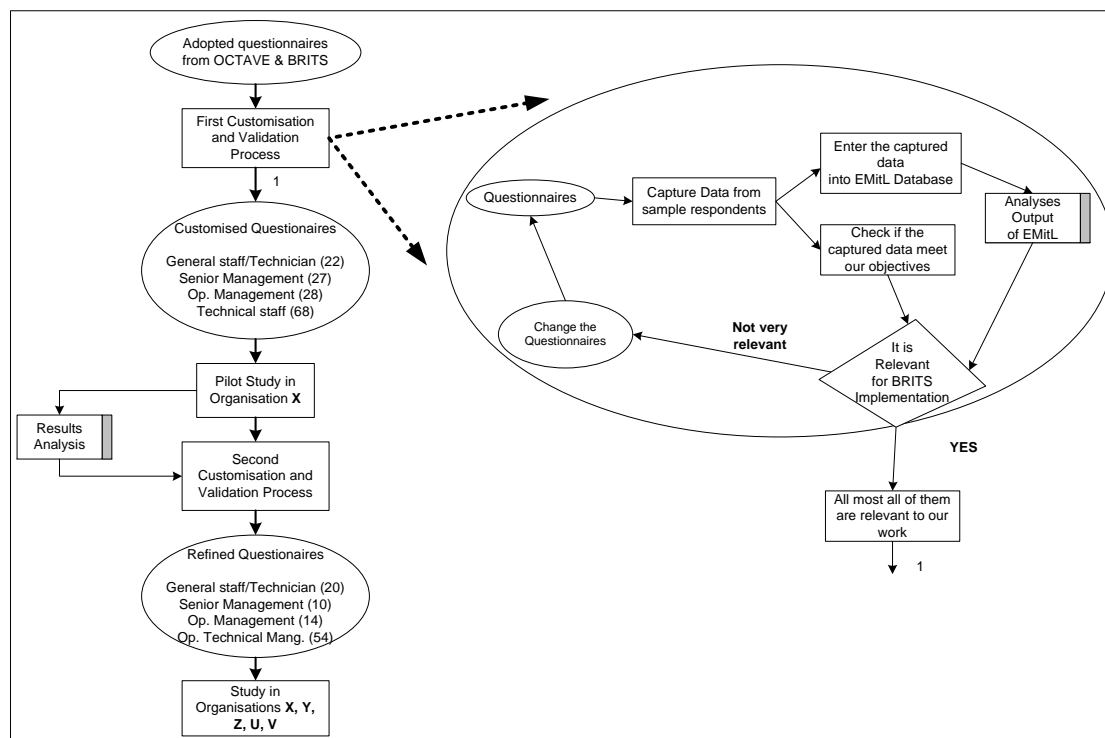 Adopted questionnaires
from OCTAVE & BRITS
First Customisation
and Validation
Process
1
Customised Questionaires
General staff/Technician (22)
Senior Management (27)
Op. Management (28)
Technical staff (68)
Pilot Study in
Organisation X
Results
Analysis
Second
Customisation and
Validation Process
Refined Questionaires
General staff/Technician (20)
Senior Management (10)
Op. Management (14)
Op. Technical Mang. (54)
Study in
Organisations X, Y,
Z, U, V
Questionnaires
Capture Data from
sample respondents
Enter the captured
data
into EMitL Database
Check if the
captured data meet
our objectives
Analyses
Output
of EMitL
Change the
Questionnaires
Not very
relevant
It is
Relevant
for BRITS
Implementation
YES
All most all of them
are relevant to our
work
1